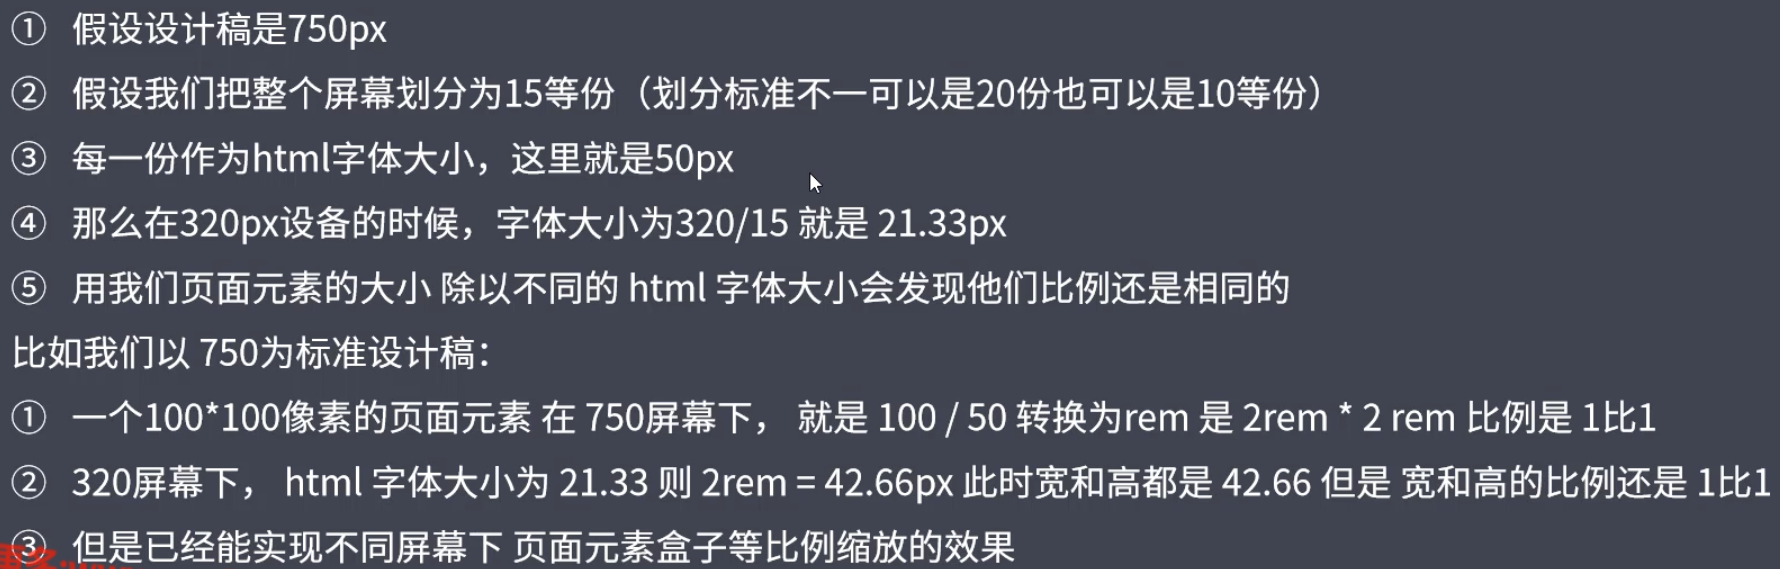 ① 假设设计稿是750px
② 假设我们把整个屏幕划分为15等份（划分标准不一可以是20份也可以是10等份）
③ 每一份作为html字体大小，这里就是50px
④ 那么在320px设备的时候，字体大小为320/15 就是 21.33px
⑤ 用我们页面元素的大小 除以不同的 html 字体大小会发现他们比例还是相同的
比如我们以 750为标准设计稿：
① 一个100*100像素的页面元素 在 750屏幕下， 就是 100 / 50 转换为rem 是 2rem * 2 rem 比例是 1比1
② 320屏幕下， html 字体大小为 21.33 则 2rem = 42.66px 此时宽和高都是 42.66 但是 宽和高的比例还是 1比1
③ 但是已经能实现不同屏幕下 页面元素盒子等比例缩放的效果